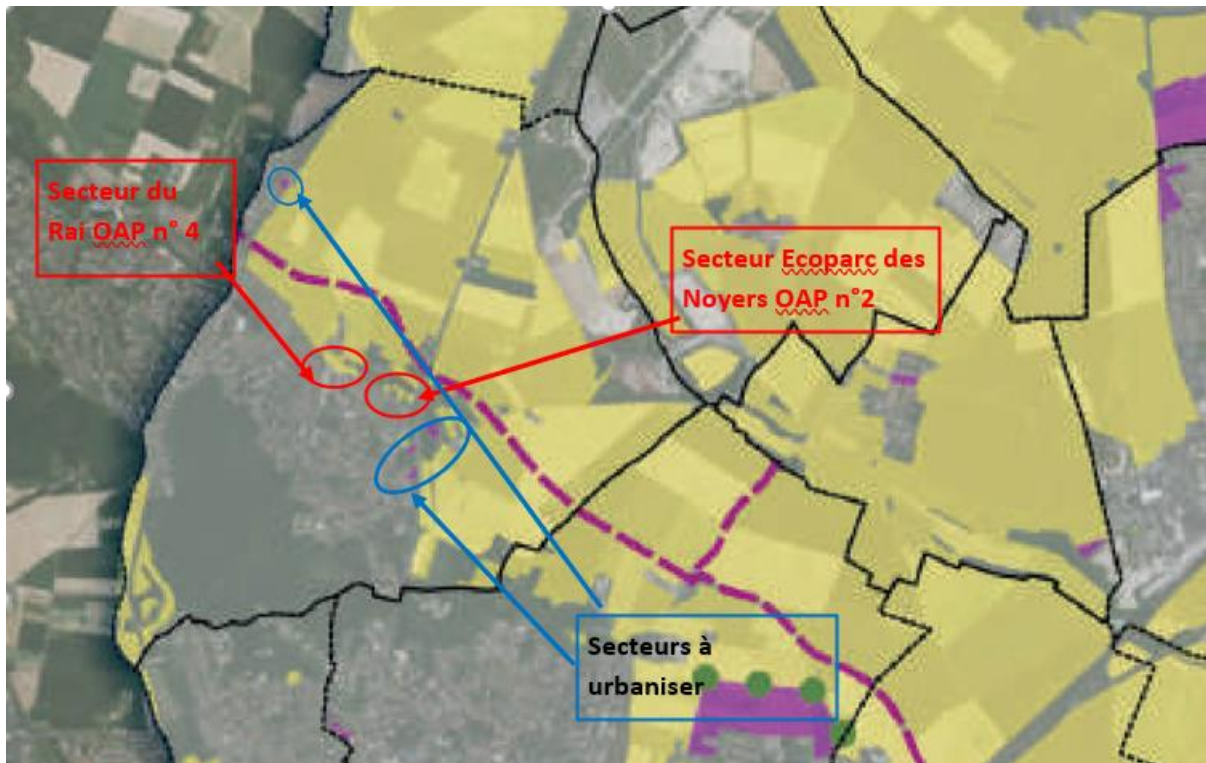 Secteur du
Rai OAP n° 4
Secteur Ecoparc des
Noyers OAP n°2
Secteurs à
urbaniser